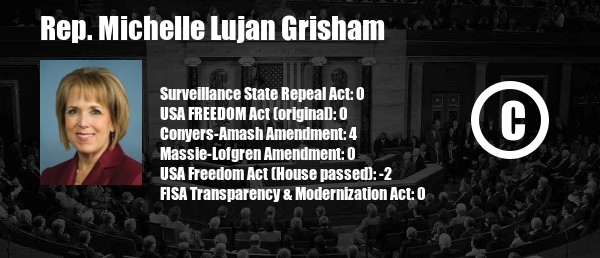 Rep. Michelle Lujan Grisham
Surveillance State Repeal Act: 0
USA FREEDOM Act (original): 0
Conyers-Amash Amendment: 4
Massie-Lofgren Amendment: 0
USA Freedom Act (House passed): -2
FISA Transparency & Modernization Act: 0
C